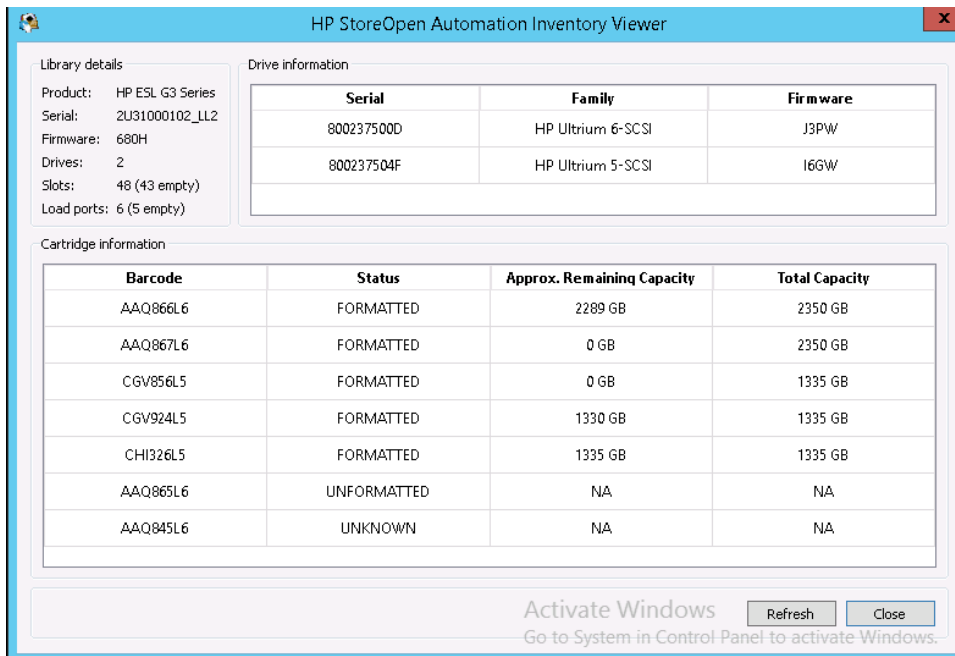 HP StoreOpen Automation Inventory Viewer
x
Library details
Product: HP ESL G3 Series
Serial: 2U31000102_LL2
Firmware: 680H
Drives: 2
Slots: 48 (43 empty)
Load ports: 6 (5 empty)
Drive information
Serial Family Firmware
800237500D HP Ultrium 6-SCSI J3PW
800237504F HP Ultrium 5-SCSI I6GW
Cartridge information
Barcode Status Approx. Remaining Capacity Total Capacity
AAQ866L6 FORMATTED 2289 GB 2350 GB
AAQ867L6 FORMATTED 0 GB 2350 GB
CGV856L5 FORMATTED 0 GB 1335 GB
CGV924L5 FORMATTED 1330 GB 1335 GB
CHI326L5 FORMATTED 1335 GB 1335 GB
AAQ865L6 UNFORMATTED NA NA
AAQ845L6 UNKNOWN NA NA
Activate Windows
Go to System in Control Panel to activate Windows.
Refresh Close